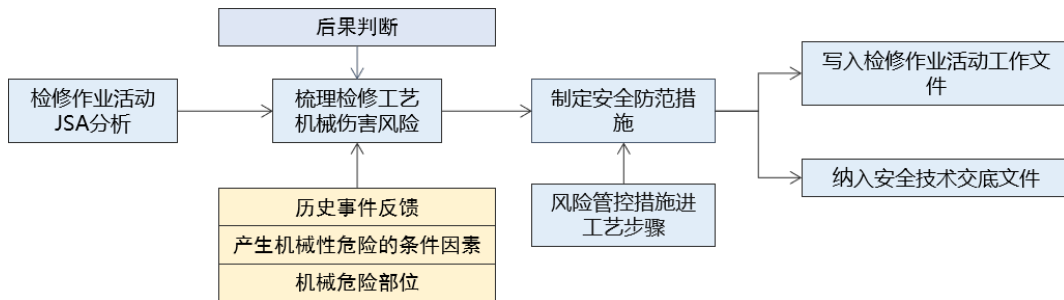 后果判断
检修作业活动
JSA分析
梳理检修工艺
机械伤害风险
制定安全防范措
施
写入检修作业活动工作文
件
纳入安全技术交底文件
历史事件反馈
产生机械性危险的条件因素
机械危险部位
风险管控措施进
工艺步骤